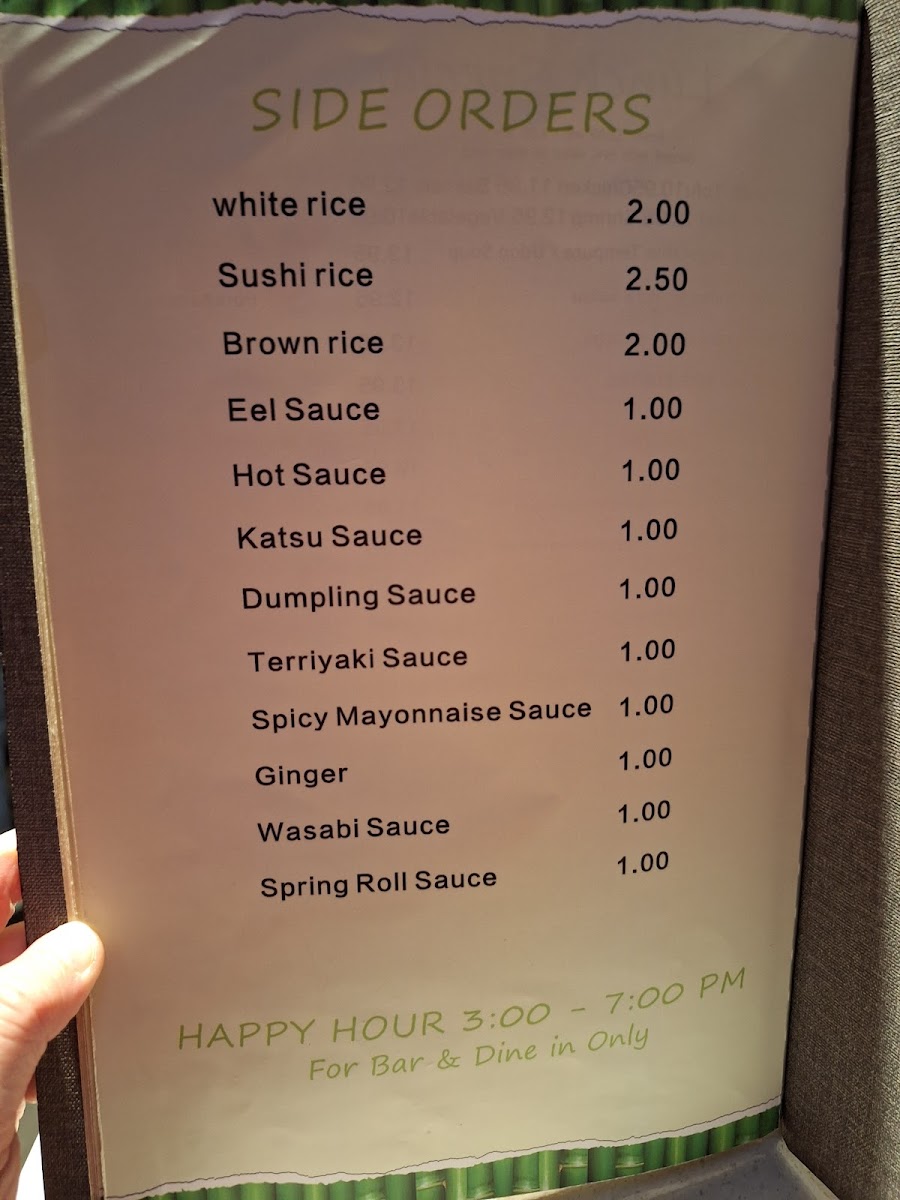 SIDE ORDERS
white rice 2.00
Sushi rice 2.50
Brown rice 2.00
Eel Sauce 1.00
Hot Sauce 1.00
Katsu Sauce 1.00
Dumpling Sauce 1.00
Terriyaki Sauce 1.00
Spicy Mayonnaise Sauce 1.00
Ginger 1.00
Wasabi Sauce 1.00
Spring Roll Sauce 1.00
HAPPY HOUR 3:00 - 7:00 PM
For Bar & Dine in Only